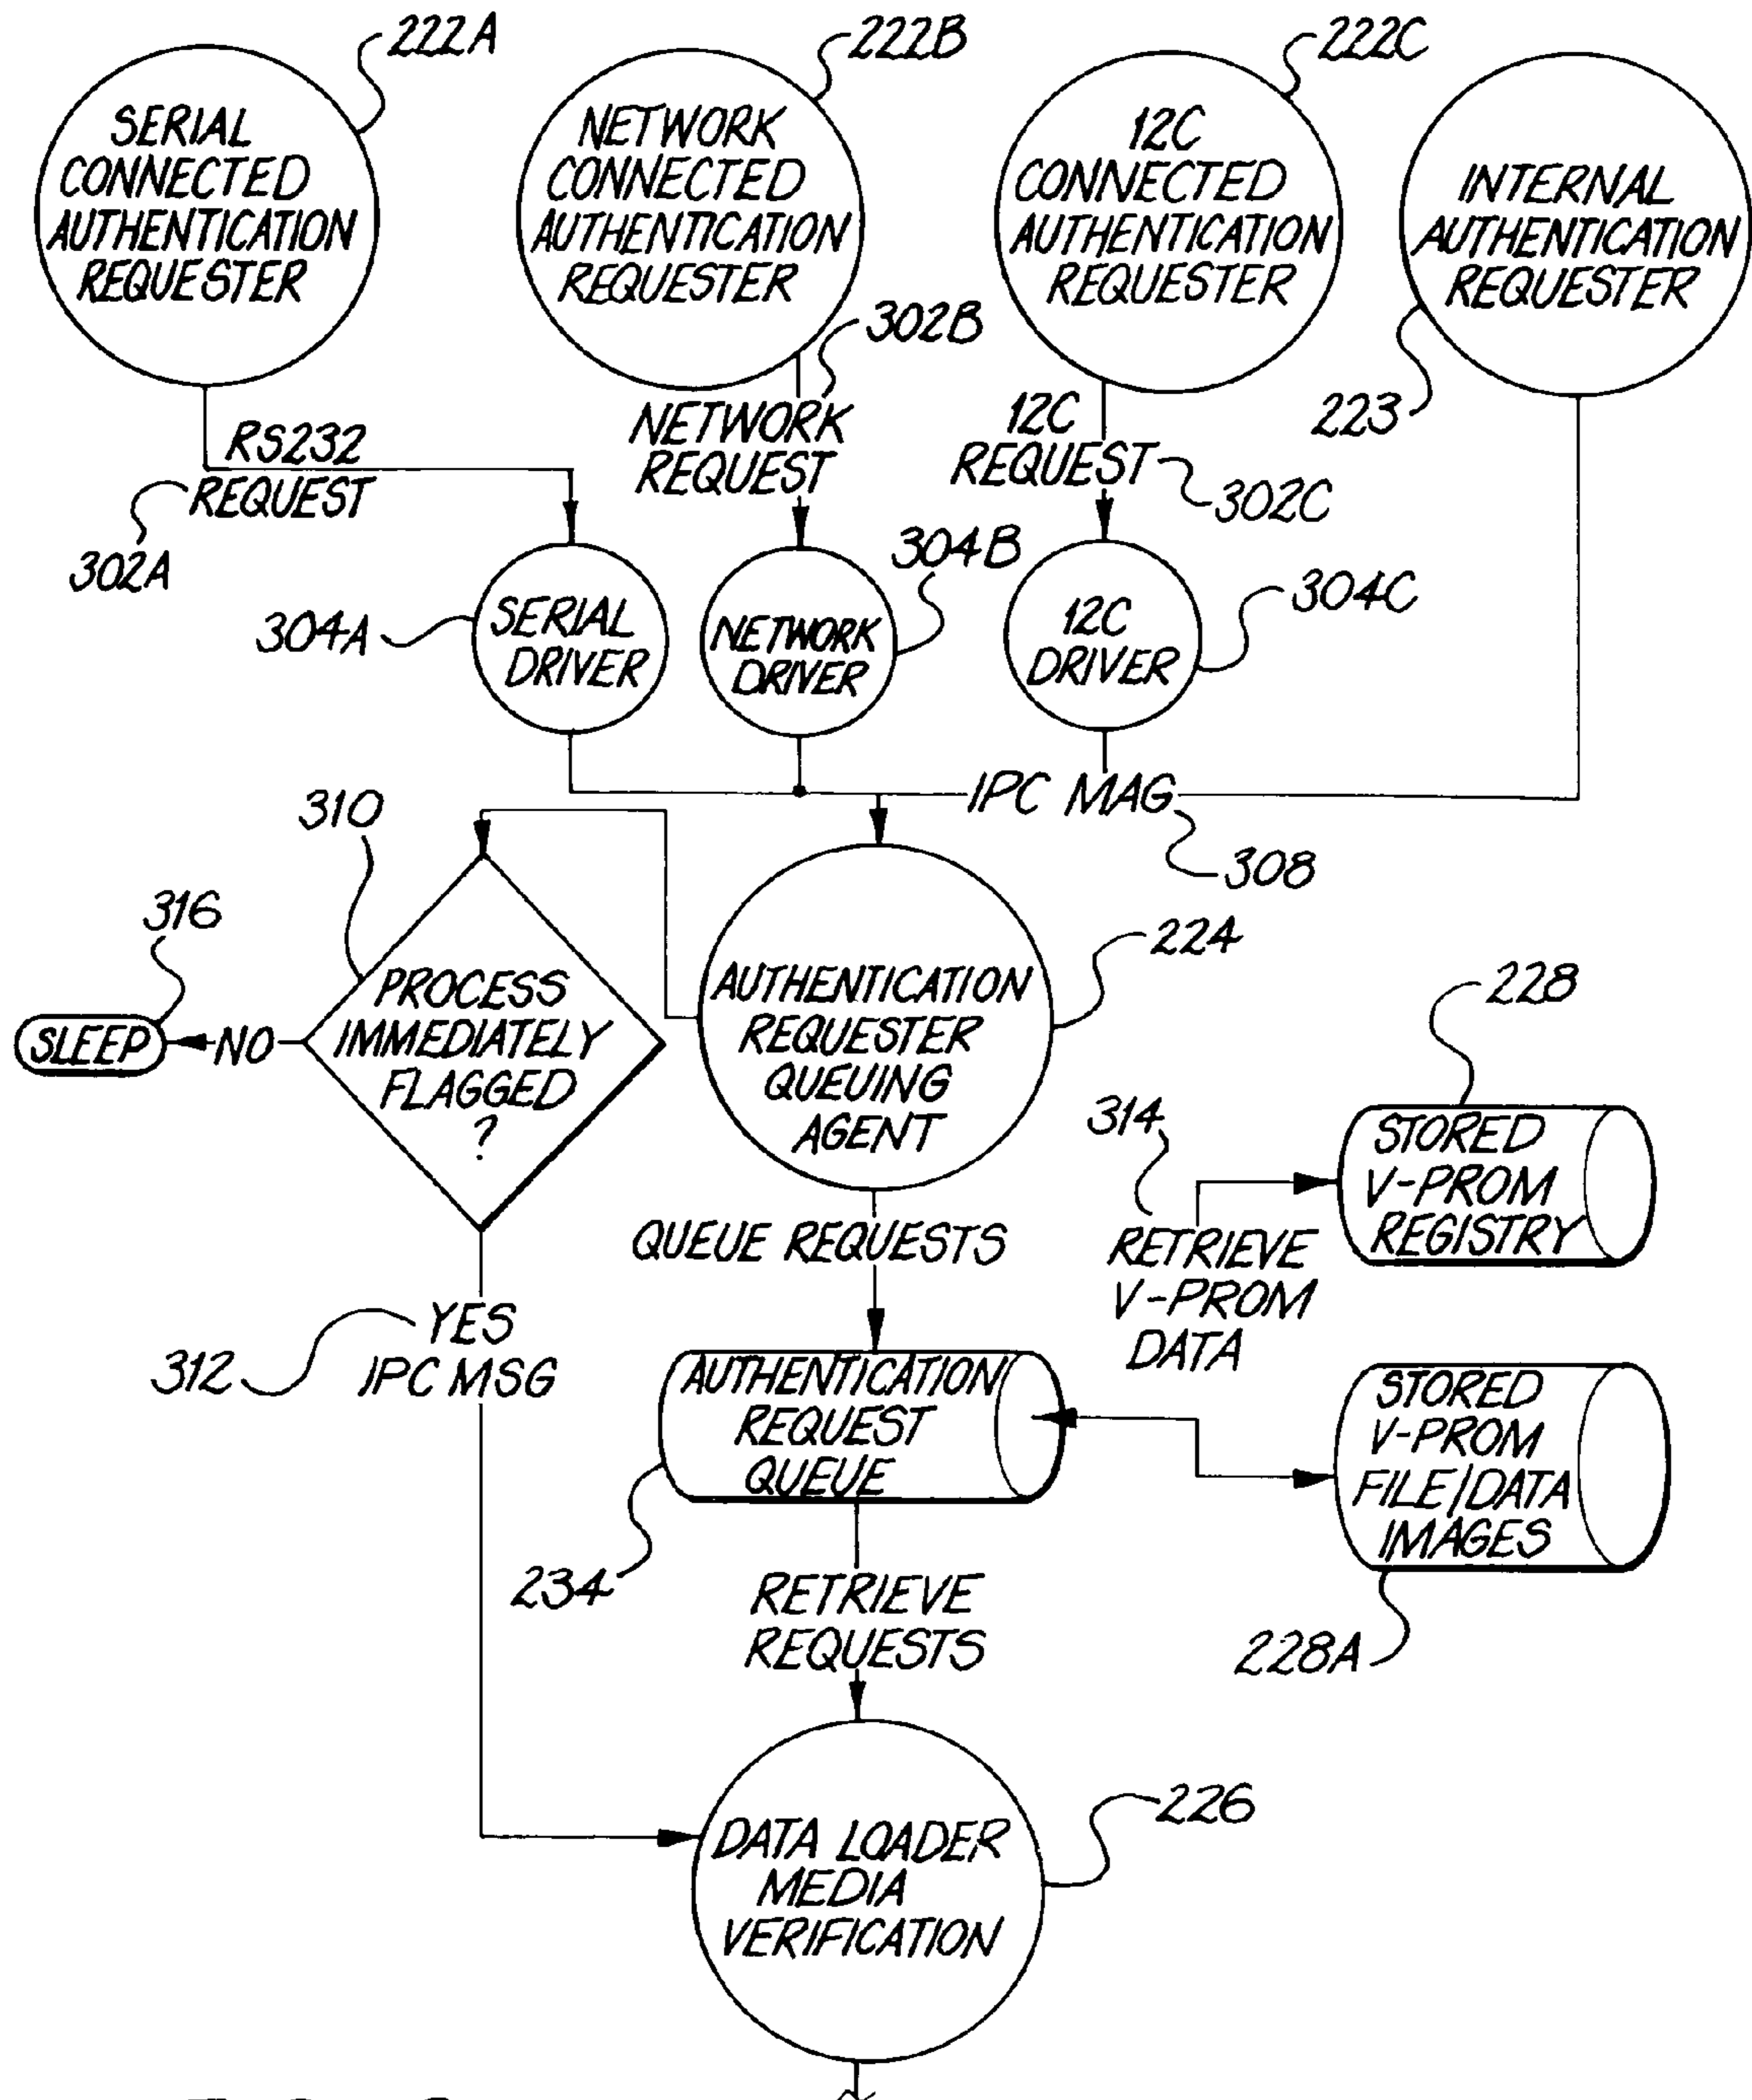 222A
222B
222C
SERIAL
CONNECTED
AUTHENTICATION
REQUESTER
NETWORK
CONNECTED
AUTHENTICATION
REQUESTER
12C
CONNECTED
AUTHENTICATION
REQUESTER
INTERNAL
AUTHENTICATION
REQUESTER
223
RS232
REQUEST
302A
302B
NETWORK
REQUEST
12C
REQUEST
302C
304A
SERIAL
DRIVER
304B
NETWORK
DRIVER
12C
DRIVER
304C
IPC MAG
308
310
316
SLEEP
NO
PROCESS
IMMEDIATELY
FLAGGED
?
AUTHENTICATION
REQUESTER
QUEUING
AGENT
224
228
STORED
V-PROM
REGISTRY
314
RETRIEVE
V-PROM
DATA
QUEUE REQUESTS
312
YES
IPC MSG
AUTHENTICATION
REQUEST
QUEUE
234
STORED
V-PROM
FILE/DATA
IMAGES
228A
RETRIEVE
REQUESTS
DATA LOADER
MEDIA
VERIFICATION
226